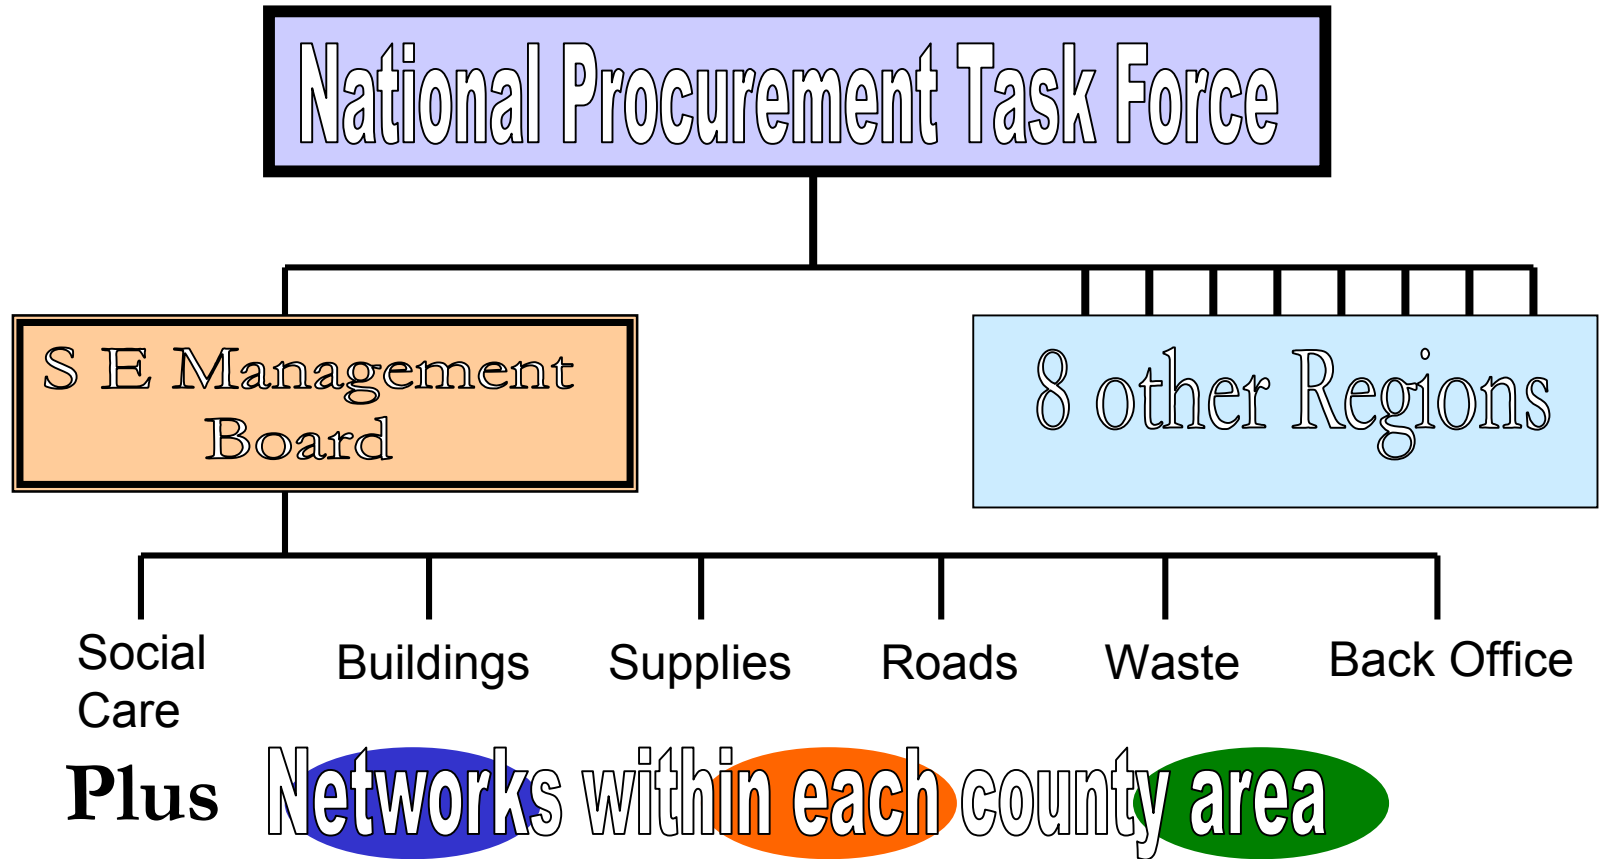 National Procurement Task Force
S E Management
Board
8 other Regions
Social
Care
Buildings
Supplies
Roads
Waste
Back Office
Plus Networks within each county area